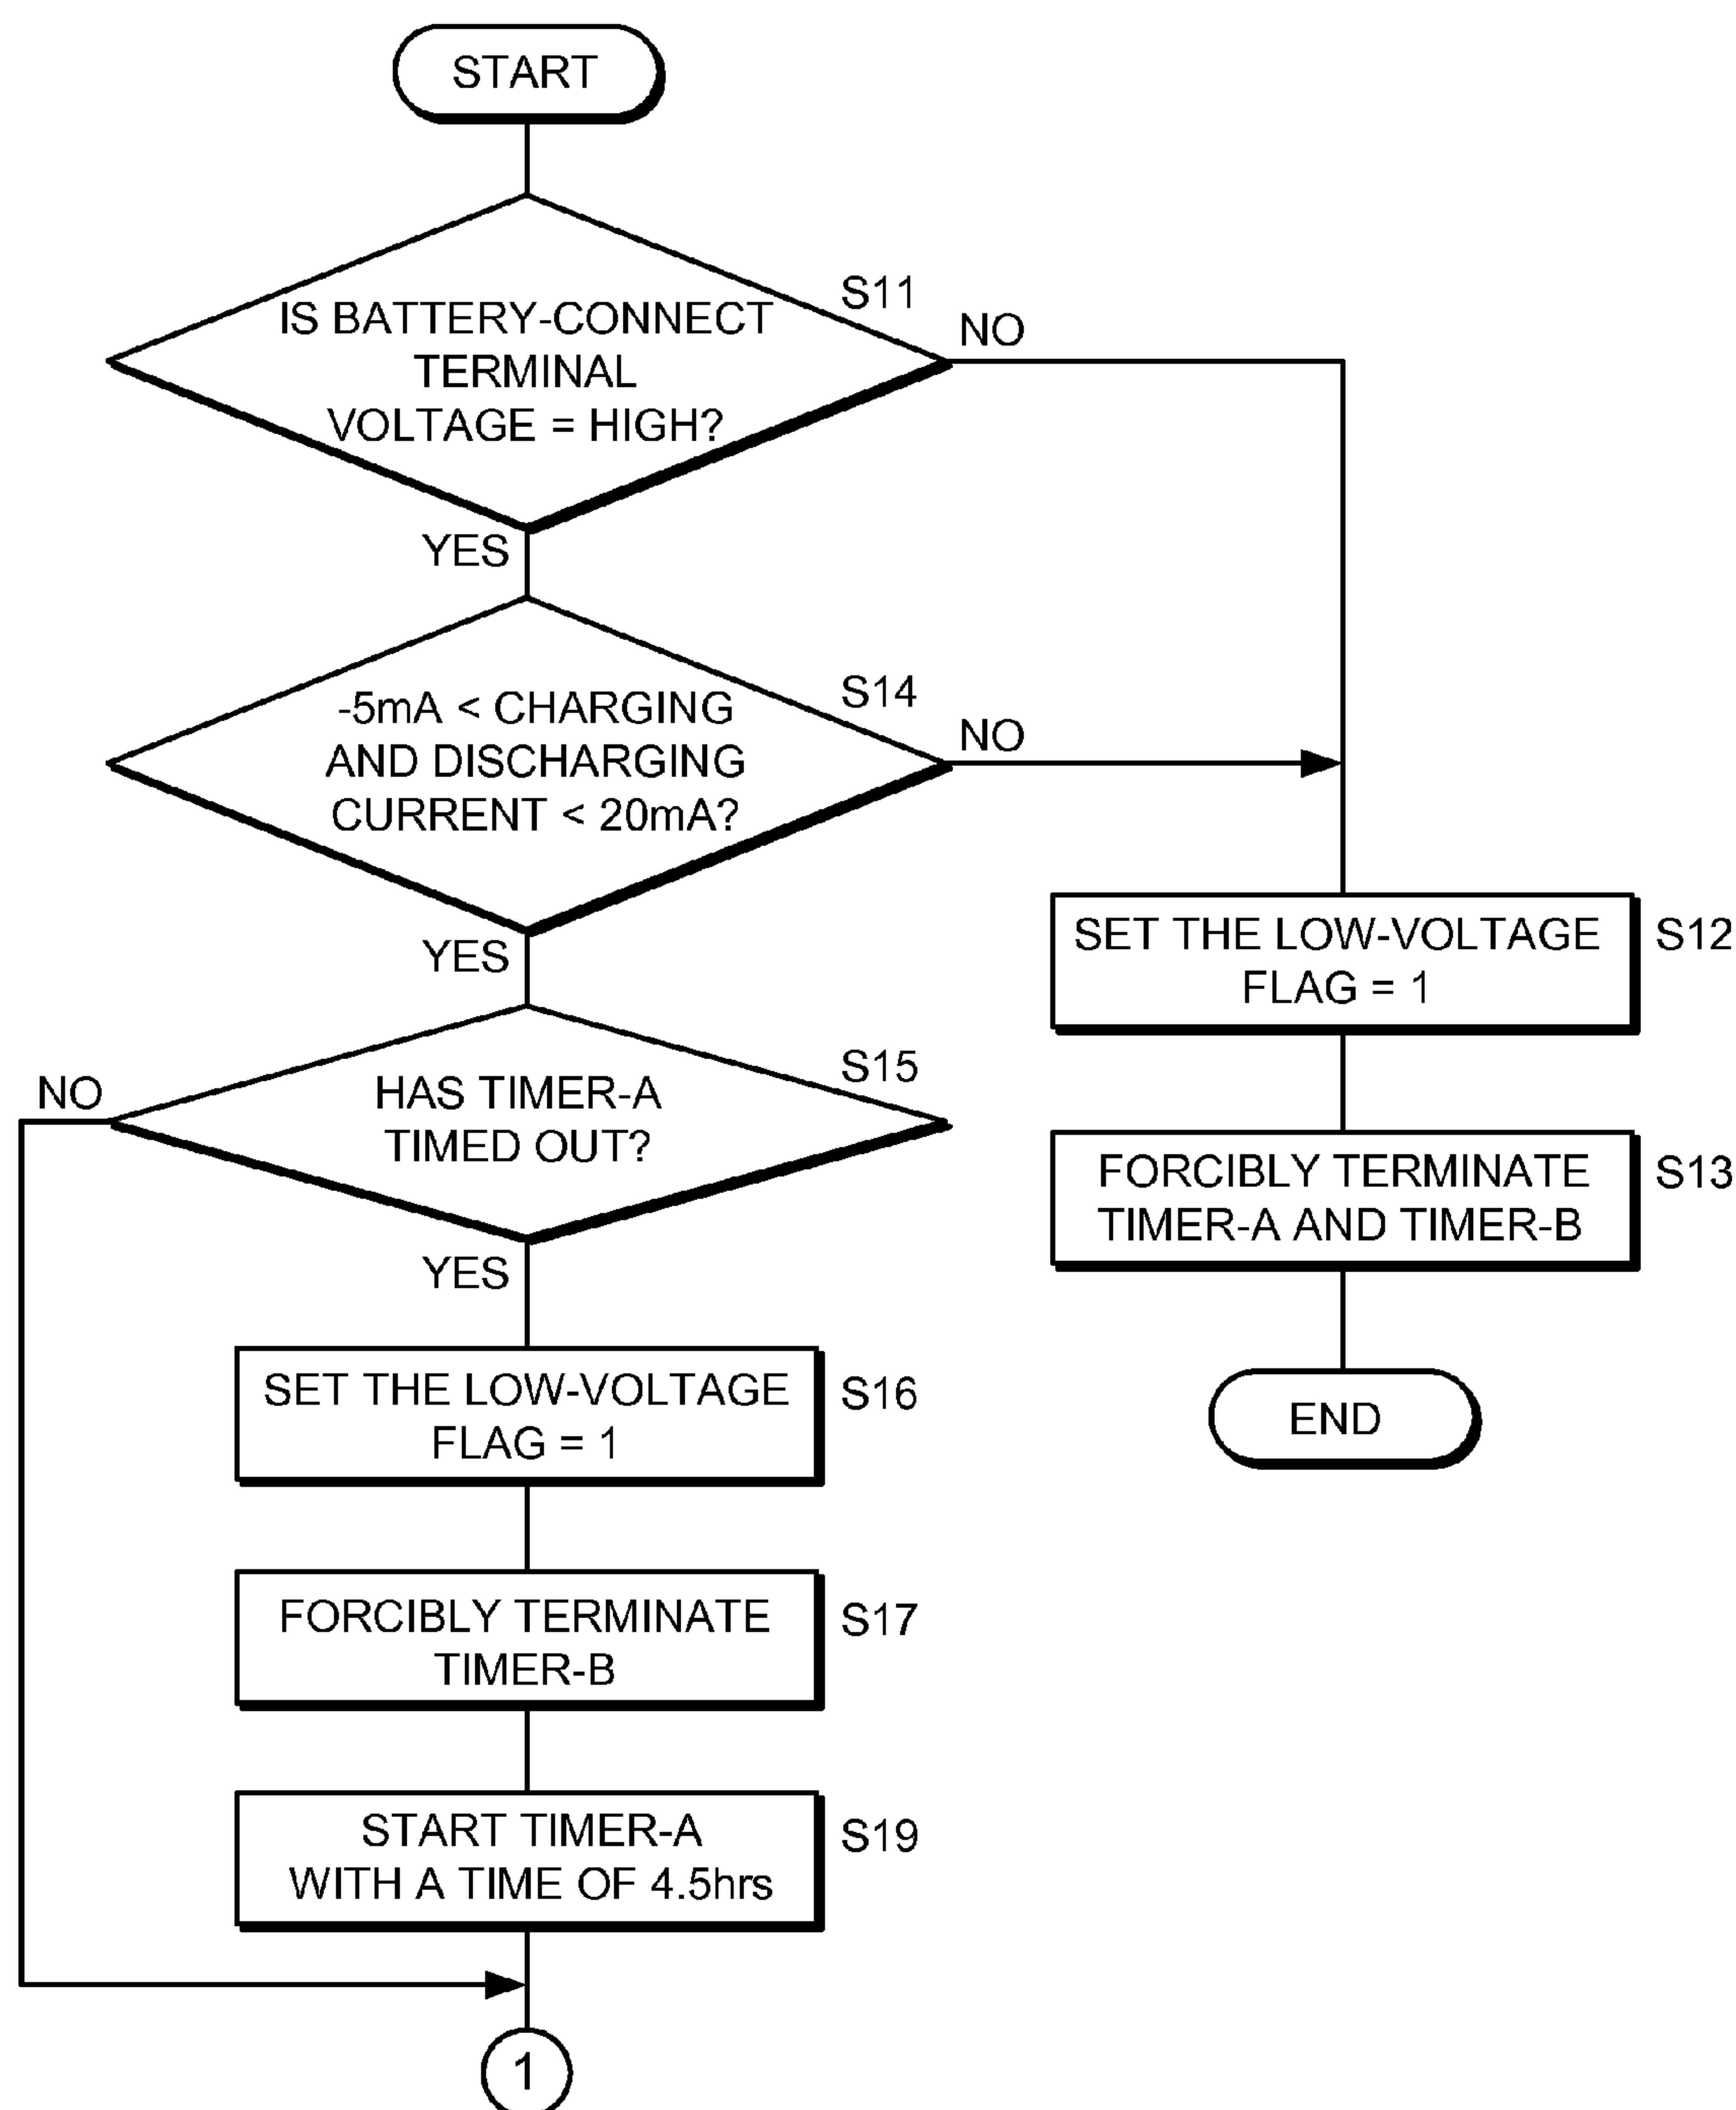 START
S11
IS BATTERY-CONNECT
TERMINAL
VOLTAGE = HIGH?
NO
YES
S14
-5mA < CHARGING
AND DISCHARGING
CURRENT < 20mA?
NO
YES
SET THE LOW-VOLTAGE
FLAG = 1
S12
S15
HAS TIMER-A
TIMED OUT?
NO
YES
FORCIBLY TERMINATE
TIMER-A AND TIMER-B
S13
SET THE LOW-VOLTAGE
FLAG = 1
S16
END
FORCIBLY TERMINATE
TIMER-B
S17
START TIMER-A
WITH A TIME OF 4.5hrs
S19
1